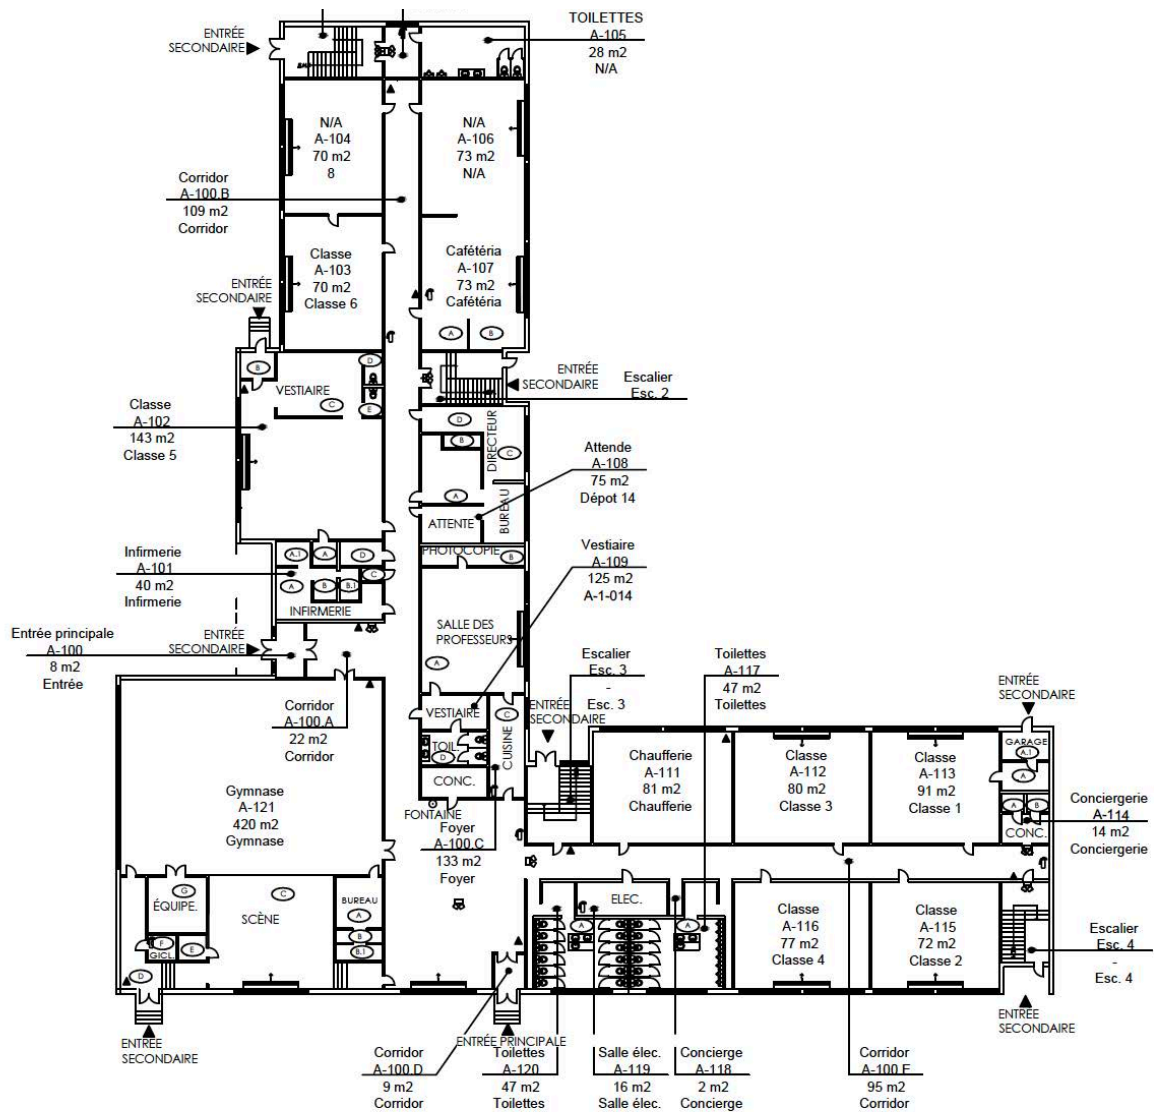 TOILETTES
A-105
28 m2
N/A
ENTRÉE
SECONDAIRE
N/A
A-104
70 m2
8
N/A
A-106
73 m2
N/A
Corridor
A-100.B
109 m2
Corridor
Classe
A-103
70 m2
Classe 6
Cafétéria
A-107
73 m2
Cafétéria
A
B
ENTRÉE
SECONDAIRE
B
VESTIAIRE
C
D
E
ENTRÉE
SECONDAIRE
Escalier
Esc. 2
Classe
A-102
143 m2
Classe 5
D
B
DIRECTEUR
C
A
ATTENTE
BUREAU
Attende
A-108
75 m2
Dépot 14
PHOTOCOPIE
B
Infirmerie
A-101
40 m2
Infirmerie
A.1
A
D
C
A
B
B.1
INFIRMERIE
Vestiaire
A-109
125 m2
A-1-014
SALLE DES
PROFESSEURS
A
Entrée principale
A-100
8 m2
Entrée
ENTRÉE
SECONDAIRE
Corridor
A-100.A
22 m2
Corridor
VESTIAIRE
C
CUISINE
TOIL.
D
CONC.
FONTAINE
Escalier
Esc. 3
-
Esc. 3
ENTRÉE
SECONDAIRE
Toilettes
A-117
47 m2
Toilettes
ENTRÉE
SECONDAIRE
Chaufferie
A-111
81 m2
Chaufferie
Classe
A-112
80 m2
Classe 3
Classe
A-113
91 m2
Classe 1
GARAGE
A.1
A
A
B
CONC.
Conciergerie
A-114
14 m2
Conciergerie
Gymnase
A-121
420 m2
Gymnase
Foyer
A-100.C
133 m2
Foyer
G
ÉQUIPE.
F
GICL.
E
D
C
SCÈNE
BUREAU
A
B
B.1
ELEC.
A
A
Classe
A-116
77 m2
Classe 4
Classe
A-115
72 m2
Classe 2
Escalier
Esc. 4
-
Esc. 4
ENTRÉE
SECONDAIRE
ENTRÉE PRINCIPALE
ENTRÉE
SECONDAIRE
Corridor
A-100.D
9 m2
Corridor
Toilettes
A-120
47 m2
Toilettes
Salle élec.
A-119
16 m2
Salle élec.
Concierge
A-118
2 m2
Concierge
Corridor
A-100.E
95 m2
Corridor